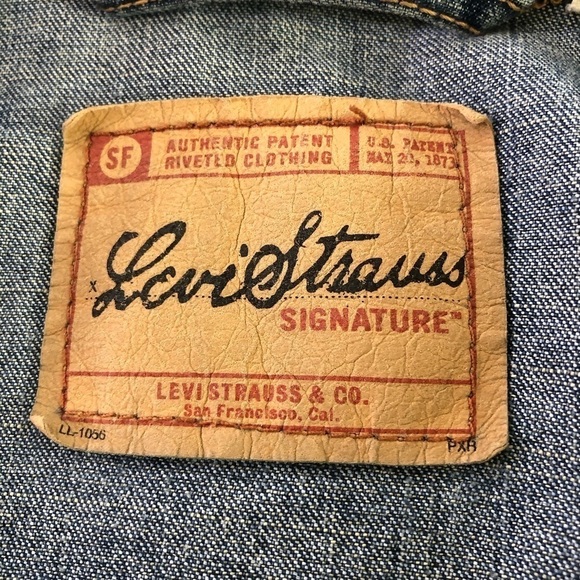 SF
AUTHENTIC PATENT
RIVETED CLOTHING
U.S. PATENT
MAY 20, 1873
x Levi Strauss
SIGNATURE™
LEVI STRAUSS & CO.
San Francisco, Cal.
LL-1056
PXR